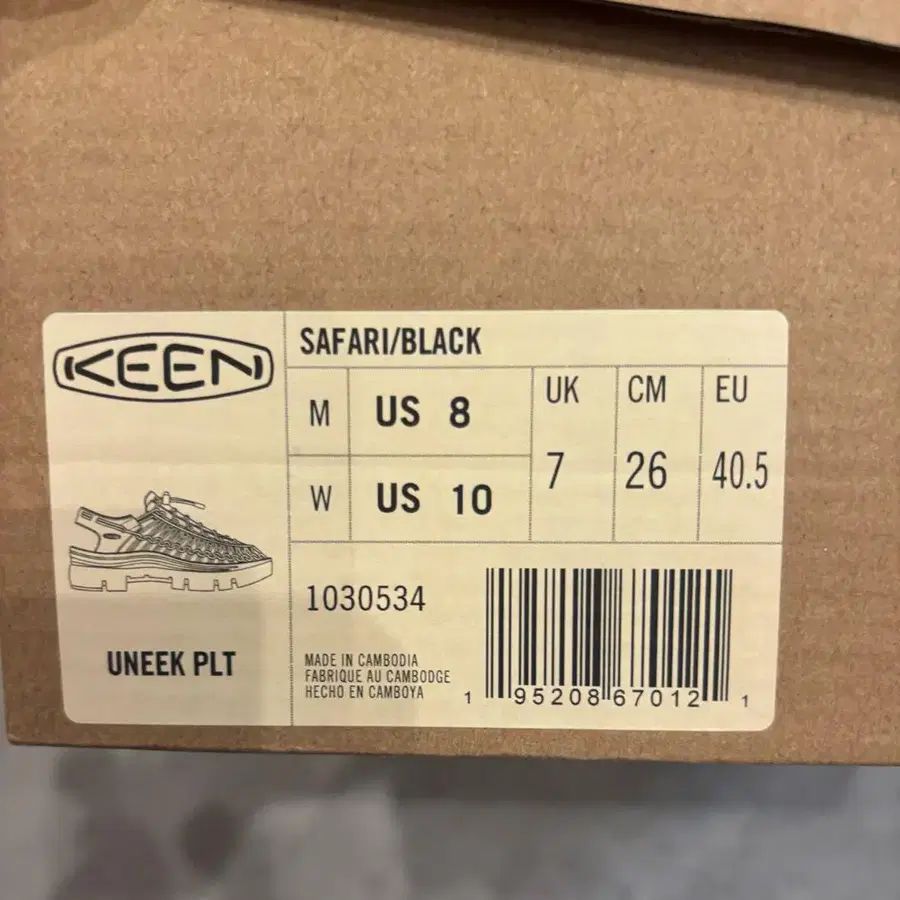 KEEN
SAFARI/BLACK
M US 8
W US 10
UK CM EU
7 26 40.5
UNEEK PLT
1030534
MADE IN CAMBODIA
FABRIQUE AU CAMBODGE
HECHO EN CAMBOYA
1 95208 67012 1